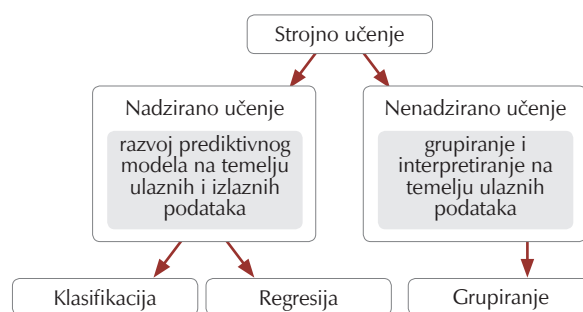 Strojno učenje
Nadzirano učenje
razvoj prediktivnog
modela na temelju
ulaznih i izlaznih
podataka
Nenadzirano učenje
grupiranje i
interpretiranje na
temelju ulaznih
podataka
Klasifikacija
Regresija
Grupiranje